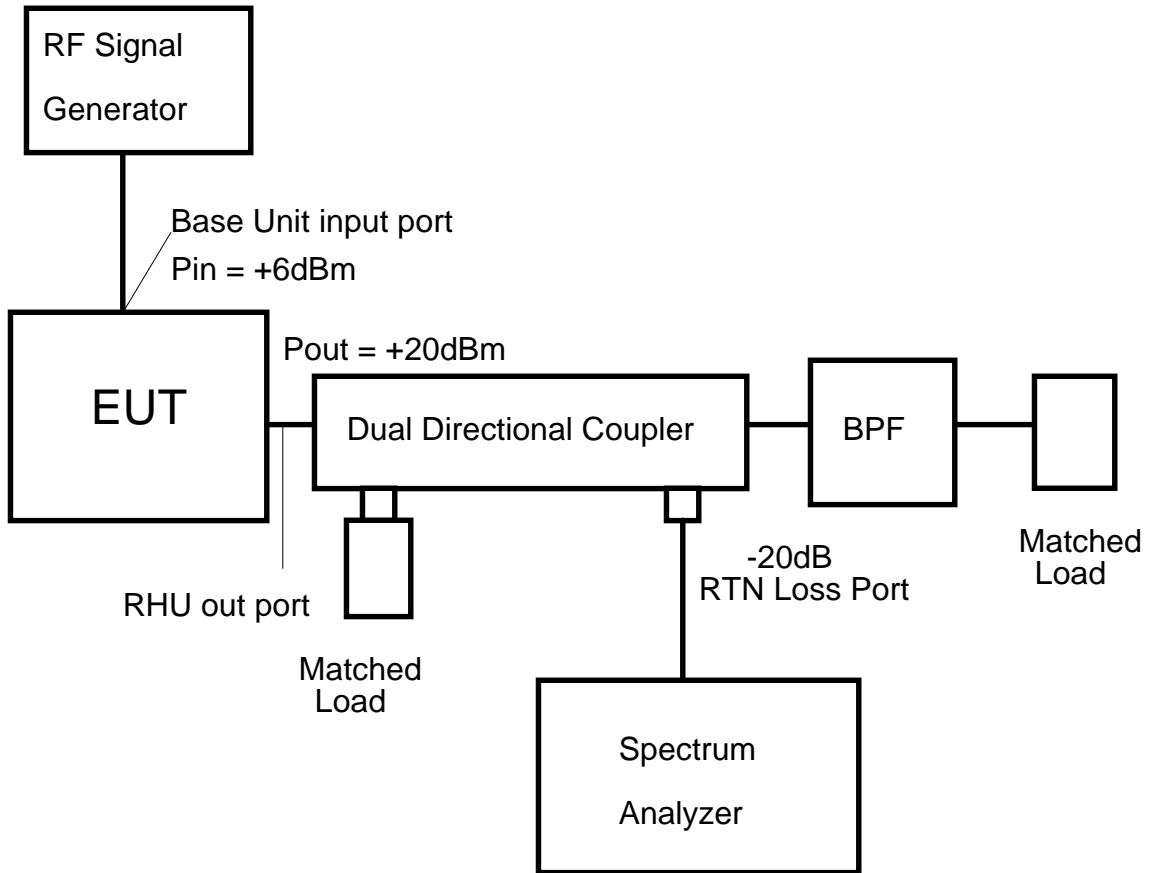 RF Signal
Generator
Base Unit input port
Pin = +6dBm
Pout = +20dBm
EUT
Dual Directional Coupler
BPF
-20dB
RTN Loss Port
Matched
Load
RHU out port
Matched
Load
Spectrum
Analyzer